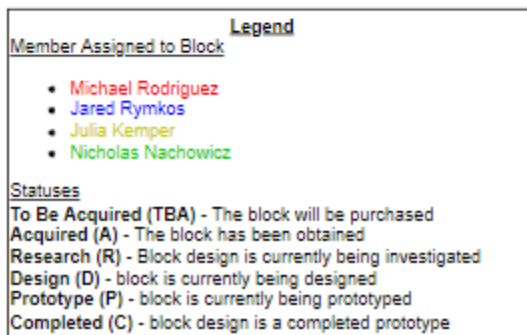 Legend
Member Assigned to Block
Michael Rodriguez
Jared Rymkos
Julia Kemper
Nicholas Nachowicz
Statuses
To Be Acquired (TBA) - The block will be purchased
Acquired (A) - The block has been obtained
Research (R) - Block design is currently being investigated
Design (D) - block is currently being designed
Prototype (P) - block is currently being prototyped
Completed (C) - block design is a completed prototype